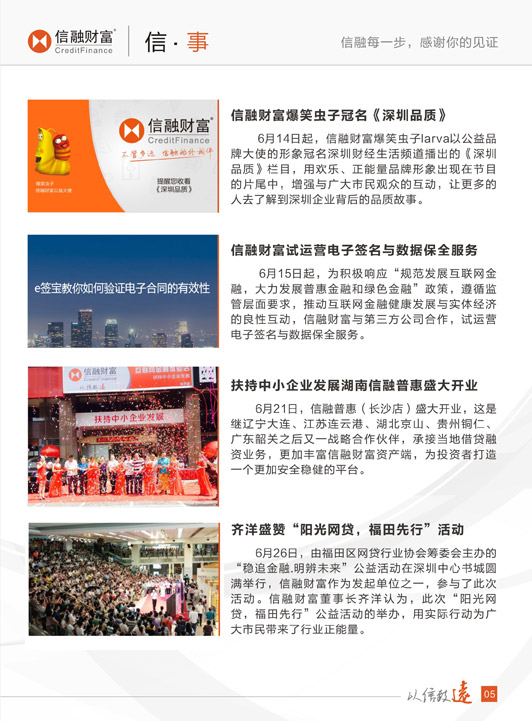 信融财富
CreditFinance
信·事
信融每一步，感谢你的见证
信融财富
CreditFinance
不管多远 信融陪你同伴
提醒您收看
《深圳品质》
爆笑虫子
信融财富公益大使
信融财富爆笑虫子冠名《深圳品质》
6月14日起，信融财富爆笑虫子larva以公益品
牌大使的形象冠名深圳财经生活频道播出的《深圳
品质》栏目，用欢乐、正能量品牌形象出现在节目
的片尾中，增强与广大市民观众的互动，让更多的
人去了解到深圳企业背后的品质故事。
e签宝教你如何验证电子合同的有效性
信融财富试运营电子签名与数据保全服务
6月15日起，为积极响应“规范发展互联网金
融，大力发展普惠金融和绿色金融”政策，遵循监
管层面要求，推动互联网金融健康发展与实体经济
的良性互动，信融财富与第三方公司合作，试运营
电子签名与数据保全服务。
信融财富
扶持中小企业发展
扶持中小企业发展湖南信融普惠盛大开业
6月21日，信融普惠（长沙店）盛大开业，这是
继辽宁大连、江苏连云港、湖北京山、贵州铜仁、
广东韶关之后又一战略合作伙伴，承接当地借贷融
资业务，更加丰富信融财富资产端，为投资者打造
一个更加安全稳健的平台。
齐洋盛赞“阳光网贷，福田先行”活动
6月26日，由福田区网贷行业协会筹委会主办的
“稳追金融.明辨未来”公益活动在深圳中心书城圆
满举行，信融财富作为发起单位之一，参与了此次
活动。信融财富董事长齐洋认为，此次“阳光网
贷，福田先行”公益活动的举办，用实际行动为广
大市民带来了行业正能量。
以信致遠
05